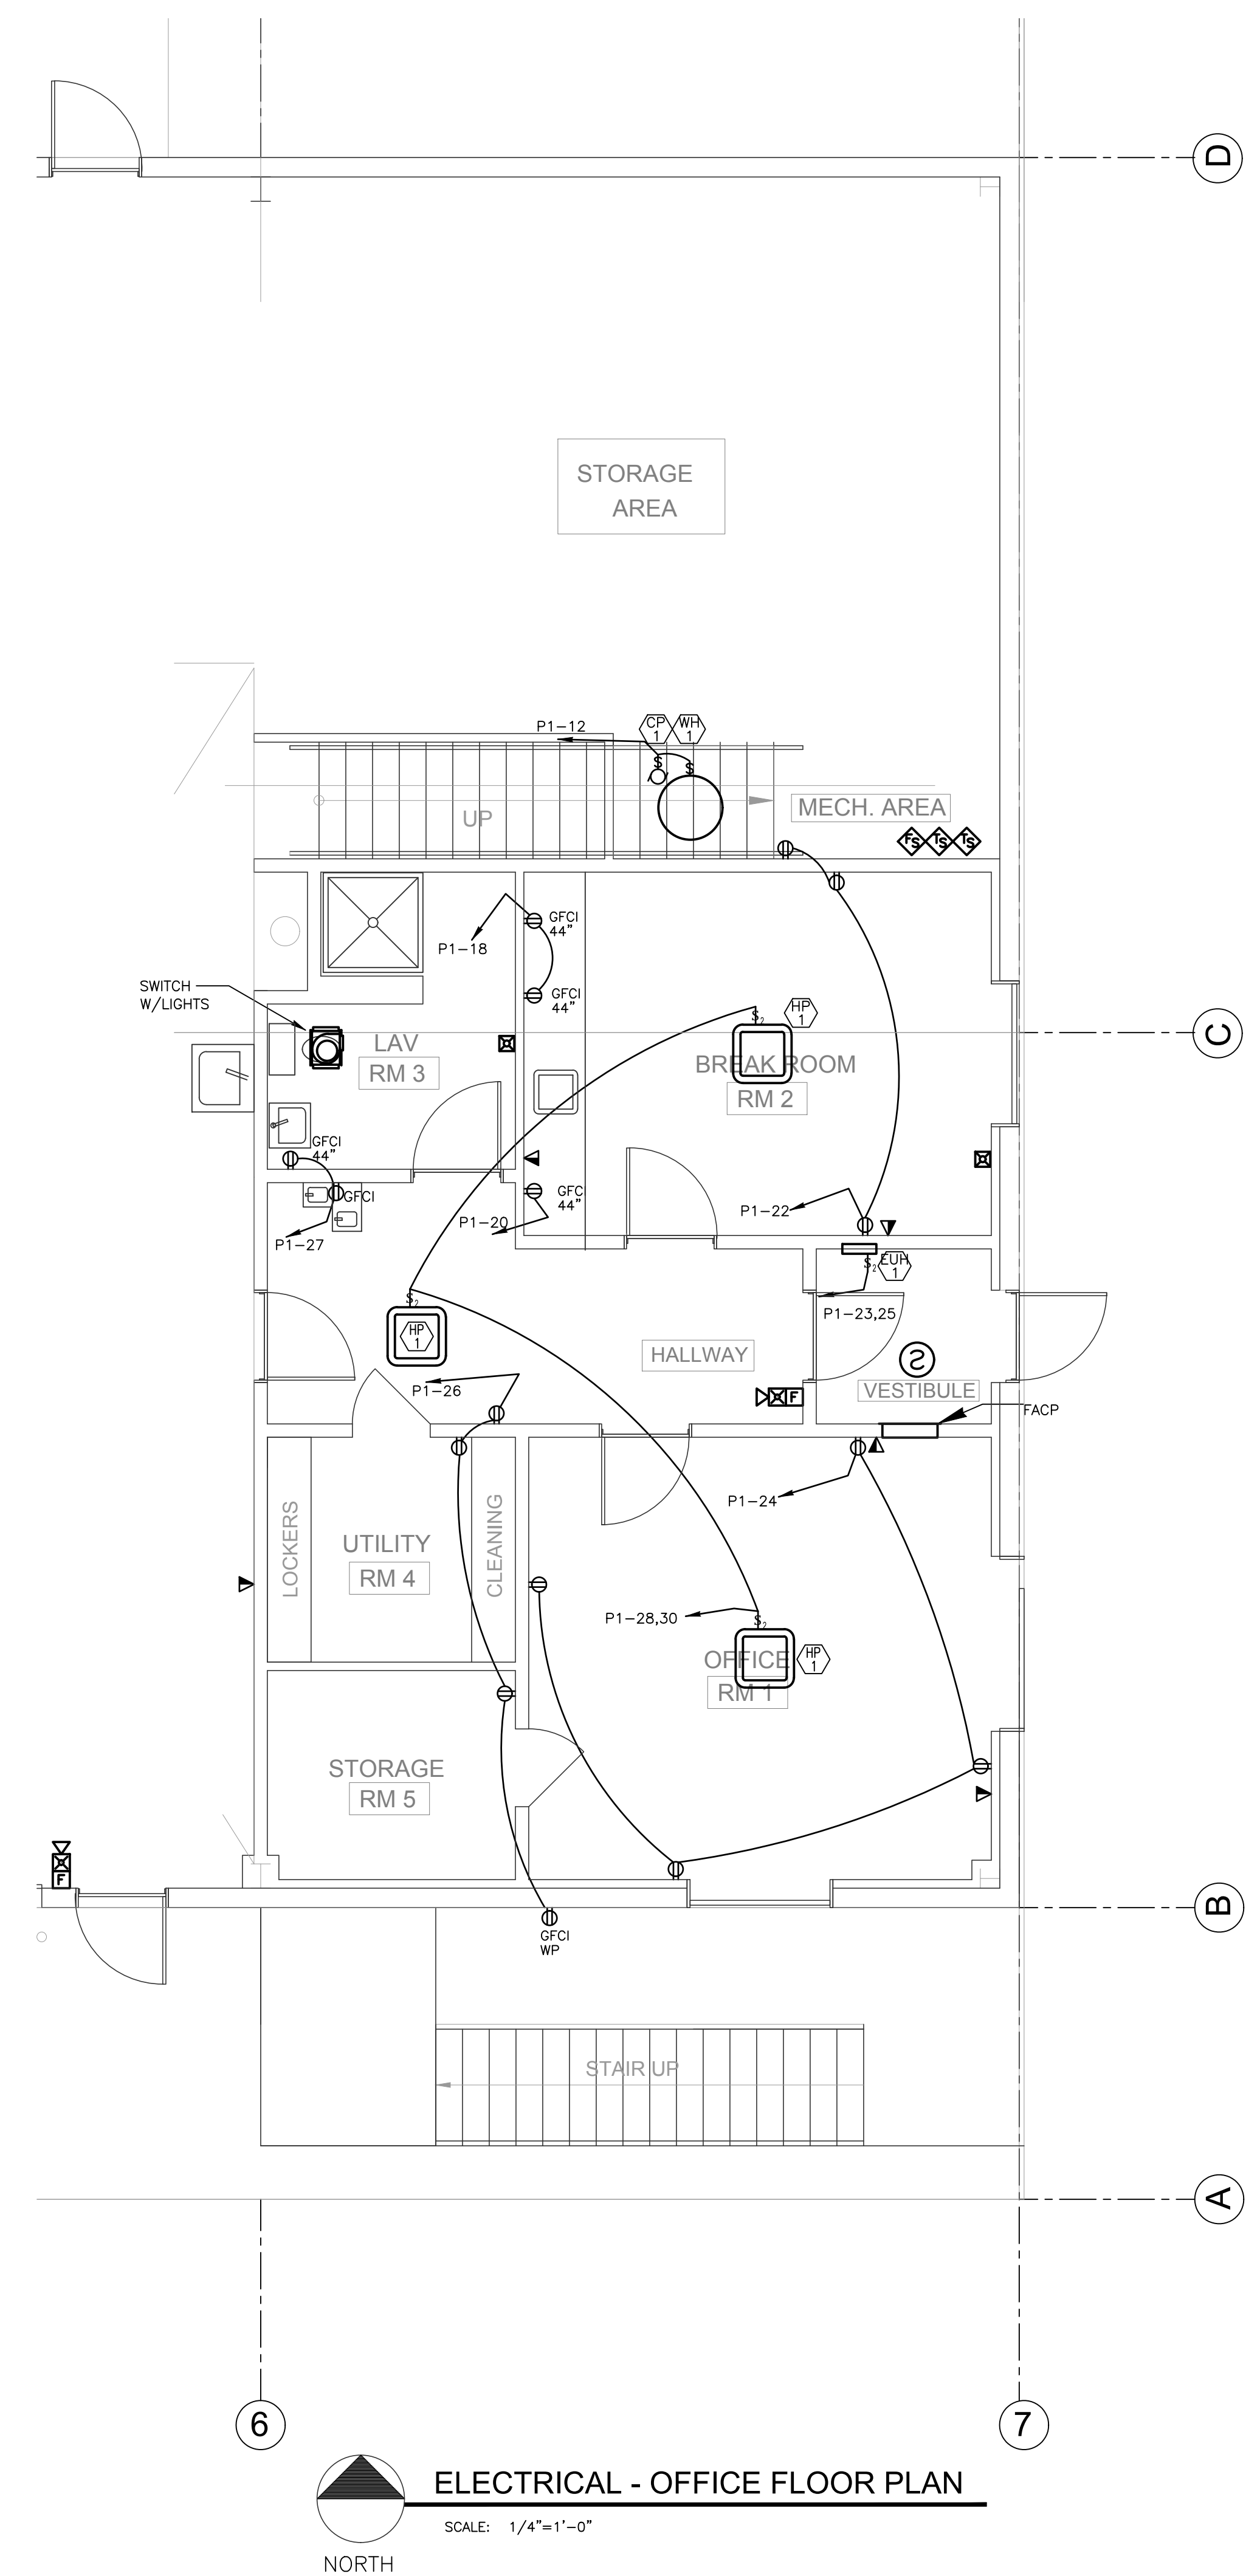 D
STORAGE
AREA
P1-12
CP
1
WH
1
S
S
UP
MECH. AREA
FS
TS
TS
GFCI
44"
P1-18
SWITCH
W/LIGHTS
GFCI
44"
HP
1
S2
C
LAV
RM 3
BREAK ROOM
RM 2
GFCI
44"
GFCI
GFC
44"
P1-20
P1-22
P1-27
S2
EUH
1
S2
P1-23,25
HP
1
HALLWAY
S
P1-26
F
VESTIBULE
FACP
P1-24
LOCKERS
CLEANING
UTILITY
RM 4
P1-28,30
S2
OFFICE
HP
1
RM 1
STORAGE
RM 5
F
B
GFCI
WP
STAIR UP
A
6
7
ELECTRICAL - OFFICE FLOOR PLAN
SCALE: 1/4"=1'-0"
NORTH